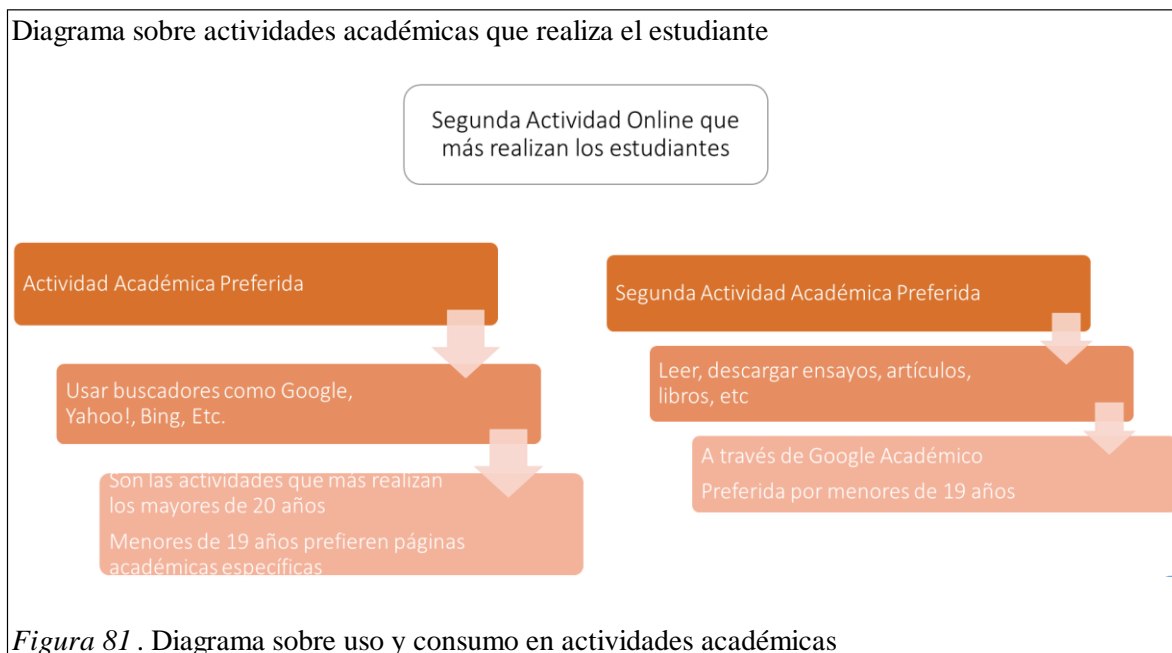 Diagrama sobre actividades académicas que realiza el estudiante
Segunda Actividad Online que
más realizan los estudiantes
Actividad Académica Preferida
Usar buscadores como Google,
Yahoo!, Bing, Etc.
Son las actividades que más realizan
los mayores de 20 años
Menores de 19 años prefieren páginas
académicas específicas
Segunda Actividad Académica Preferida
Leer, descargar ensayos, artículos,
libros, etc
A través de Google Académico
Preferida por menores de 19 años
Figura 81. Diagrama sobre uso y consumo en actividades académicas